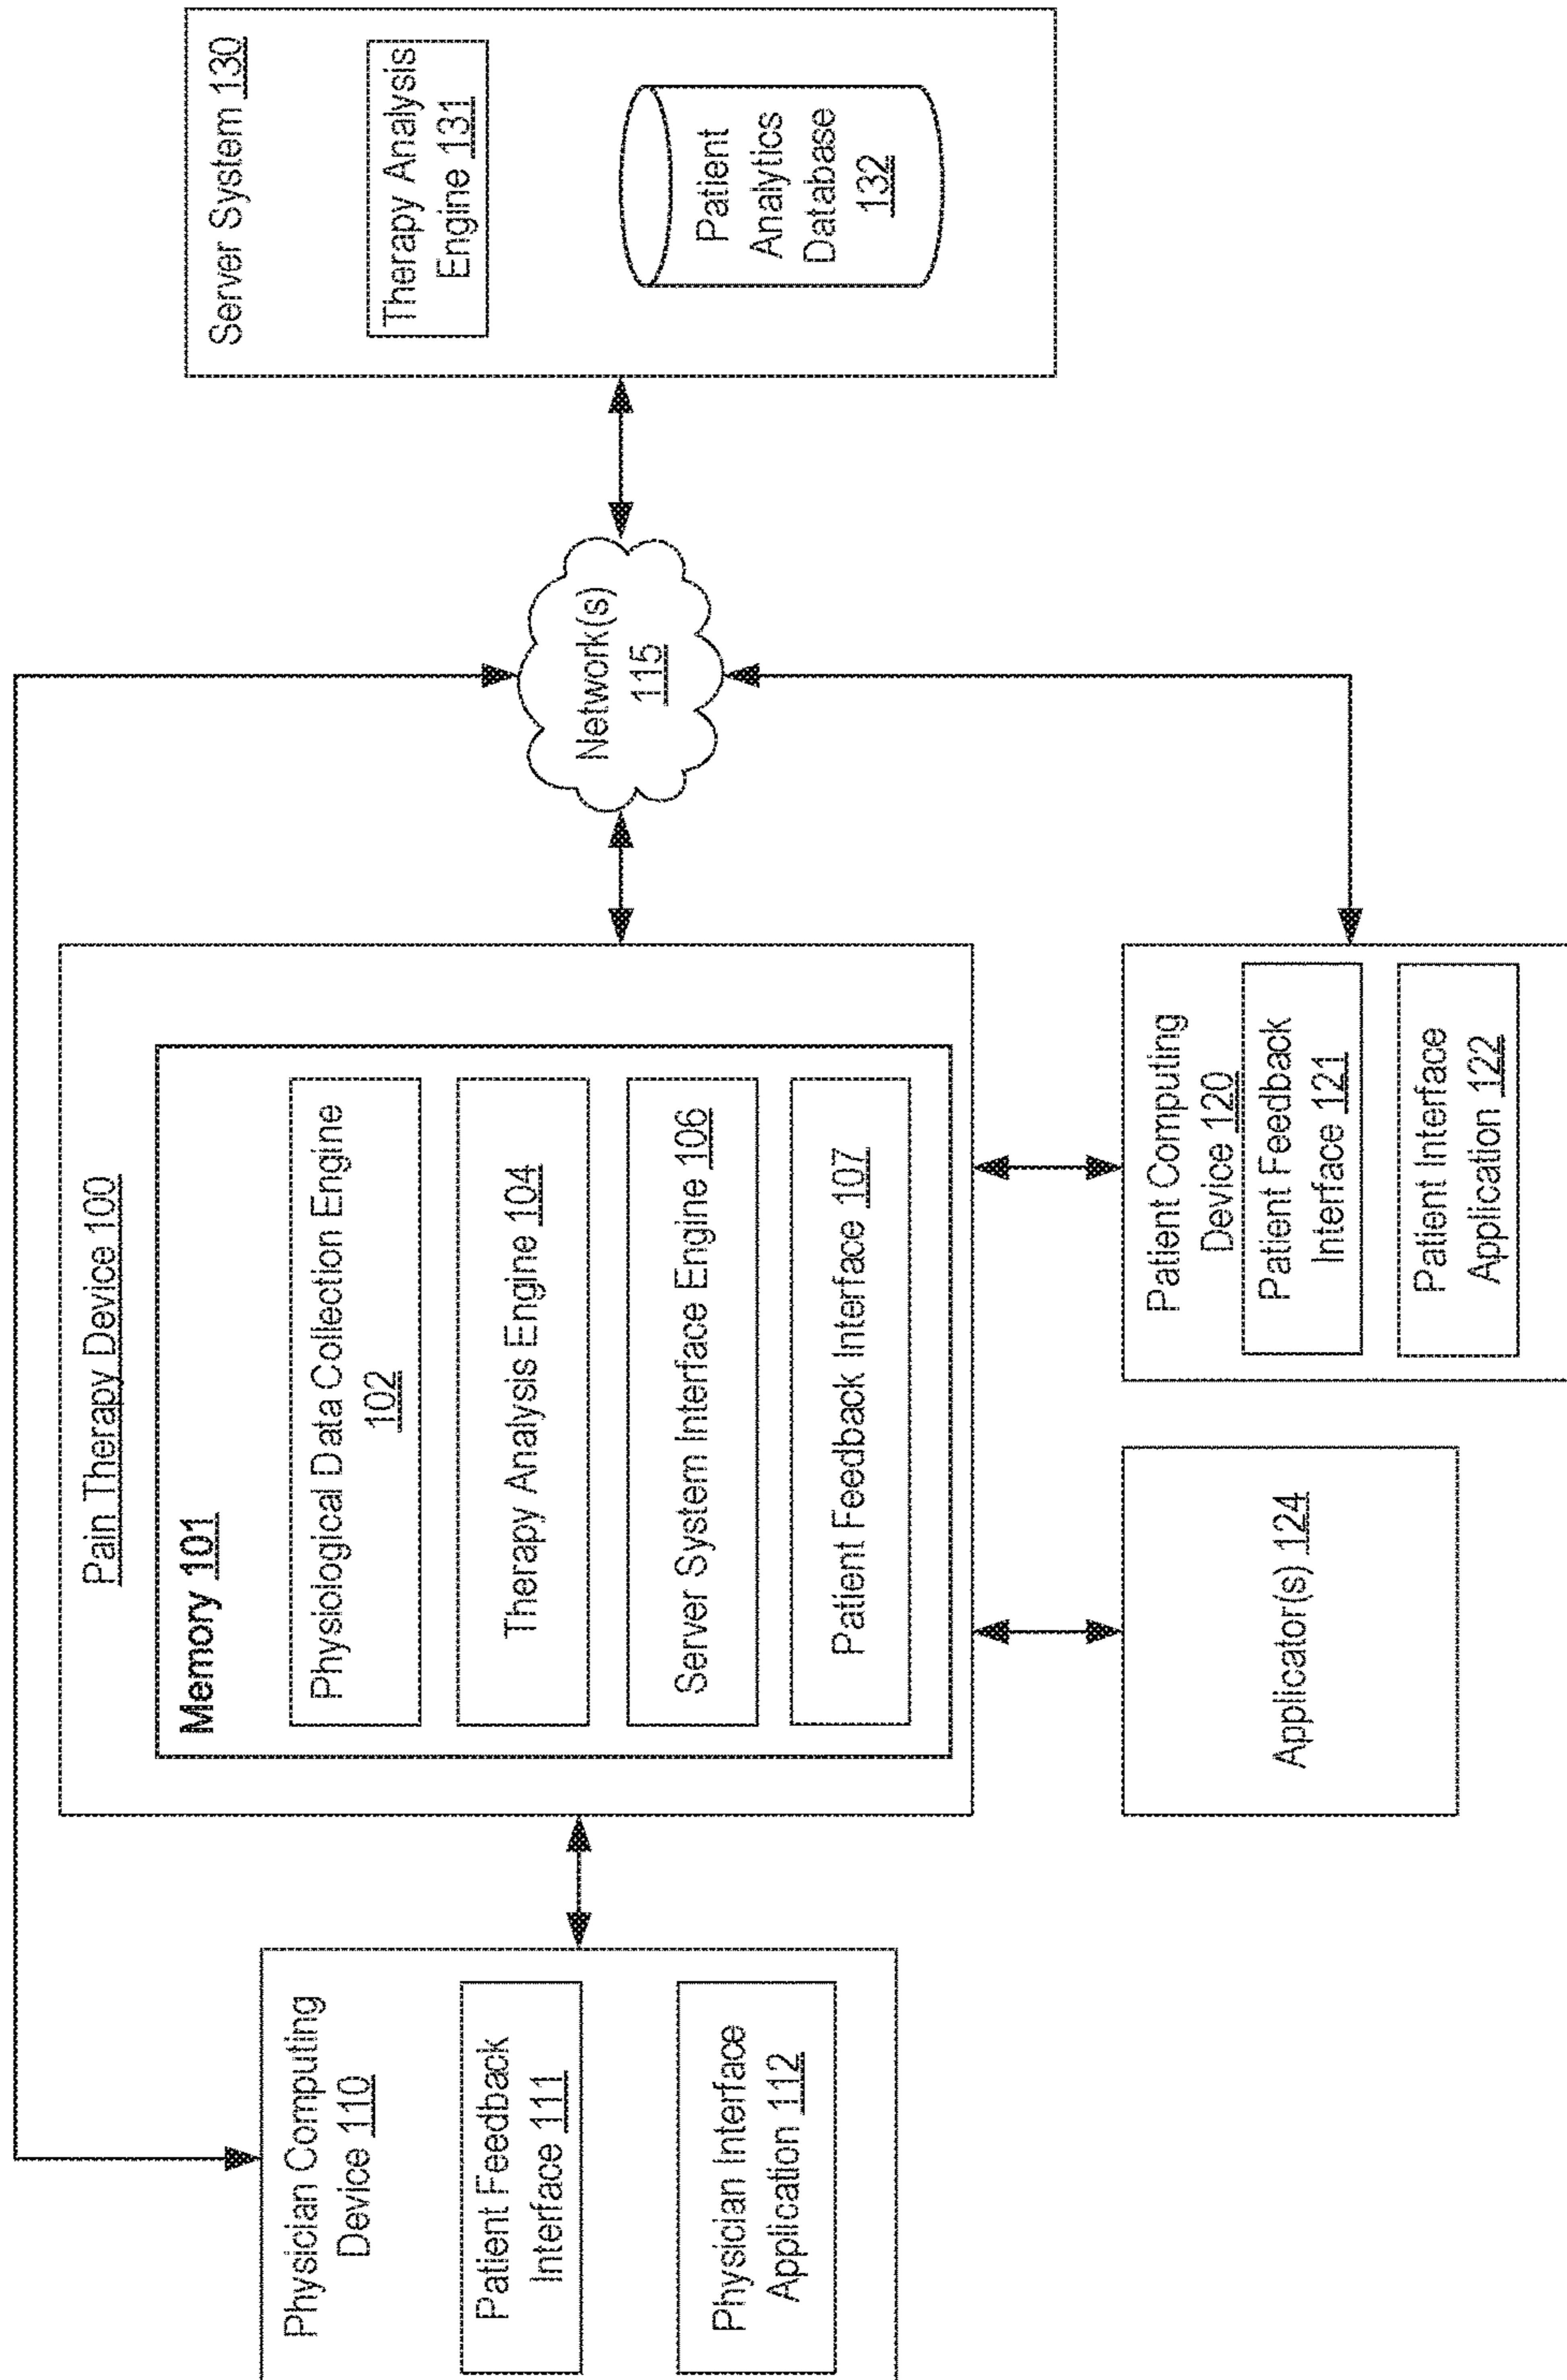 Physician Computing
Device 110
Patient Feedback
Interface 111
Physician Interface
Application 112
Pain Therapy Device 100
Memory 101
Physiological Data Collection Engine
102
Therapy Analysis Engine 104
Server System Interface Engine 106
Patient Feedback Interface 107
Applicator(s) 124
Patient Computing
Device 120
Patient Feedback
Interface 121
Patient Interface
Application 122
Network(s)
115
Server System 130
Therapy Analysis
Engine 131
Patient
Analytics
Database
132